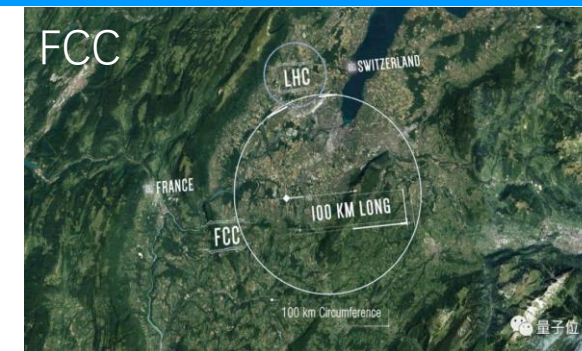 FCC
LHC
SWITZERLAND
FRANCE
100 KM LONG
FCC
100 km Circumference
量子位